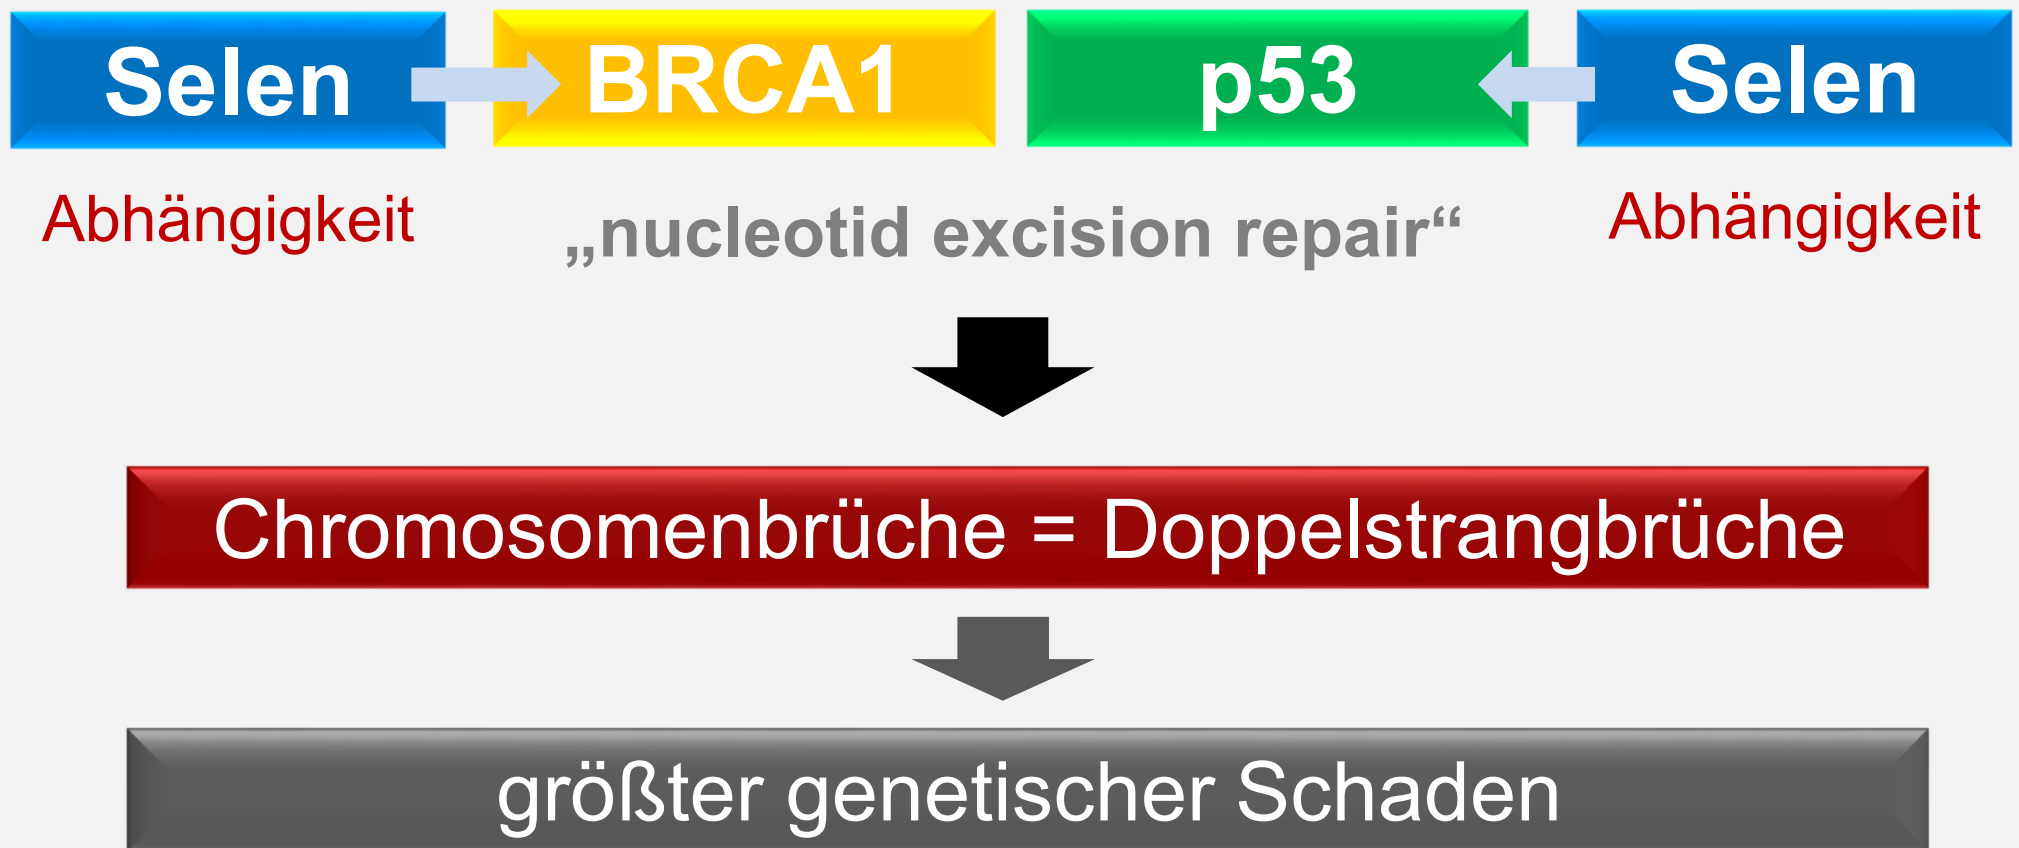 Selen
BRCA1
p53
Selen
Abhängigkeit
„nucleotid excision repair“
Abhängigkeit
Chromosomenbrüche = Doppelstrangbrüche
größter genetischer Schaden